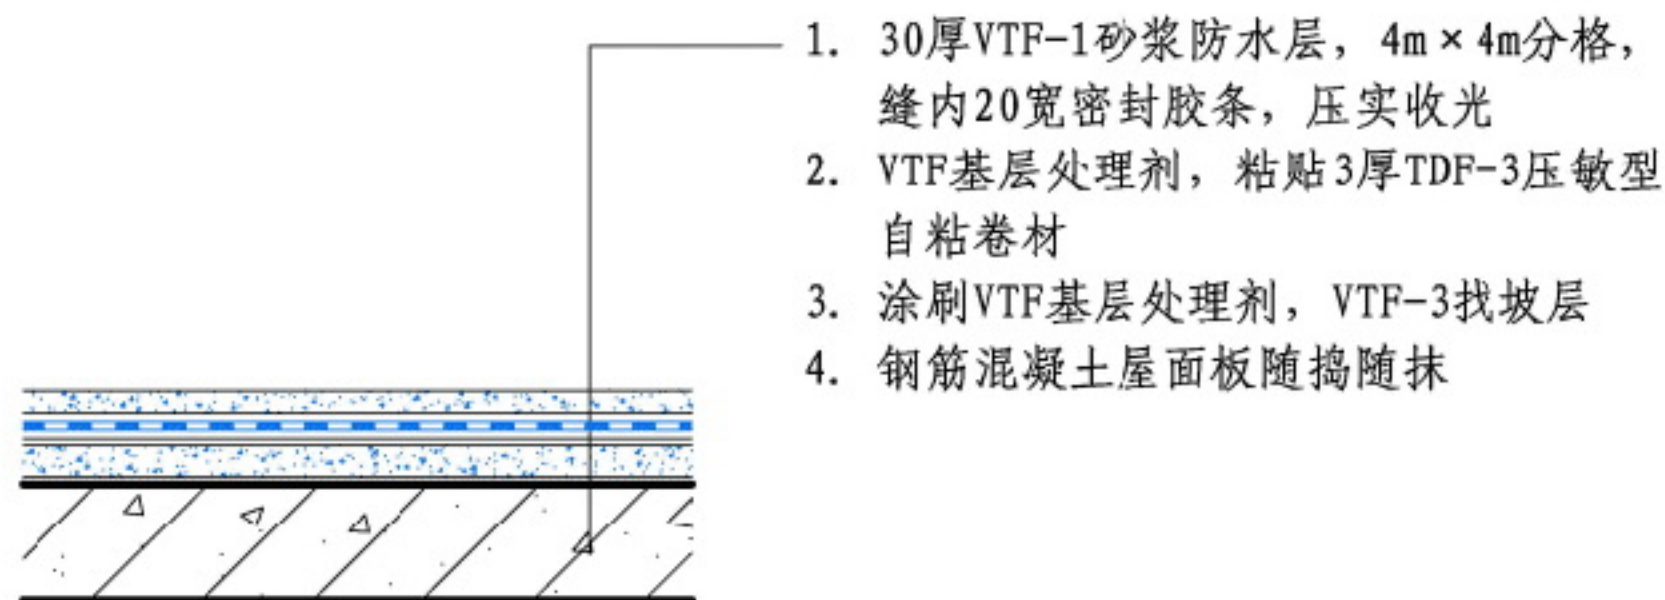 1. 30厚VTF-1砂浆防水层，4m×4m分格，
缝内20宽密封胶条，压实收光
2. VTF基层处理剂，粘贴3厚TDF-3压敏型
自粘卷材
3. 涂刷VTF基层处理剂，VTF-3找坡层
4. 钢筋混凝土屋面板随捣随抹